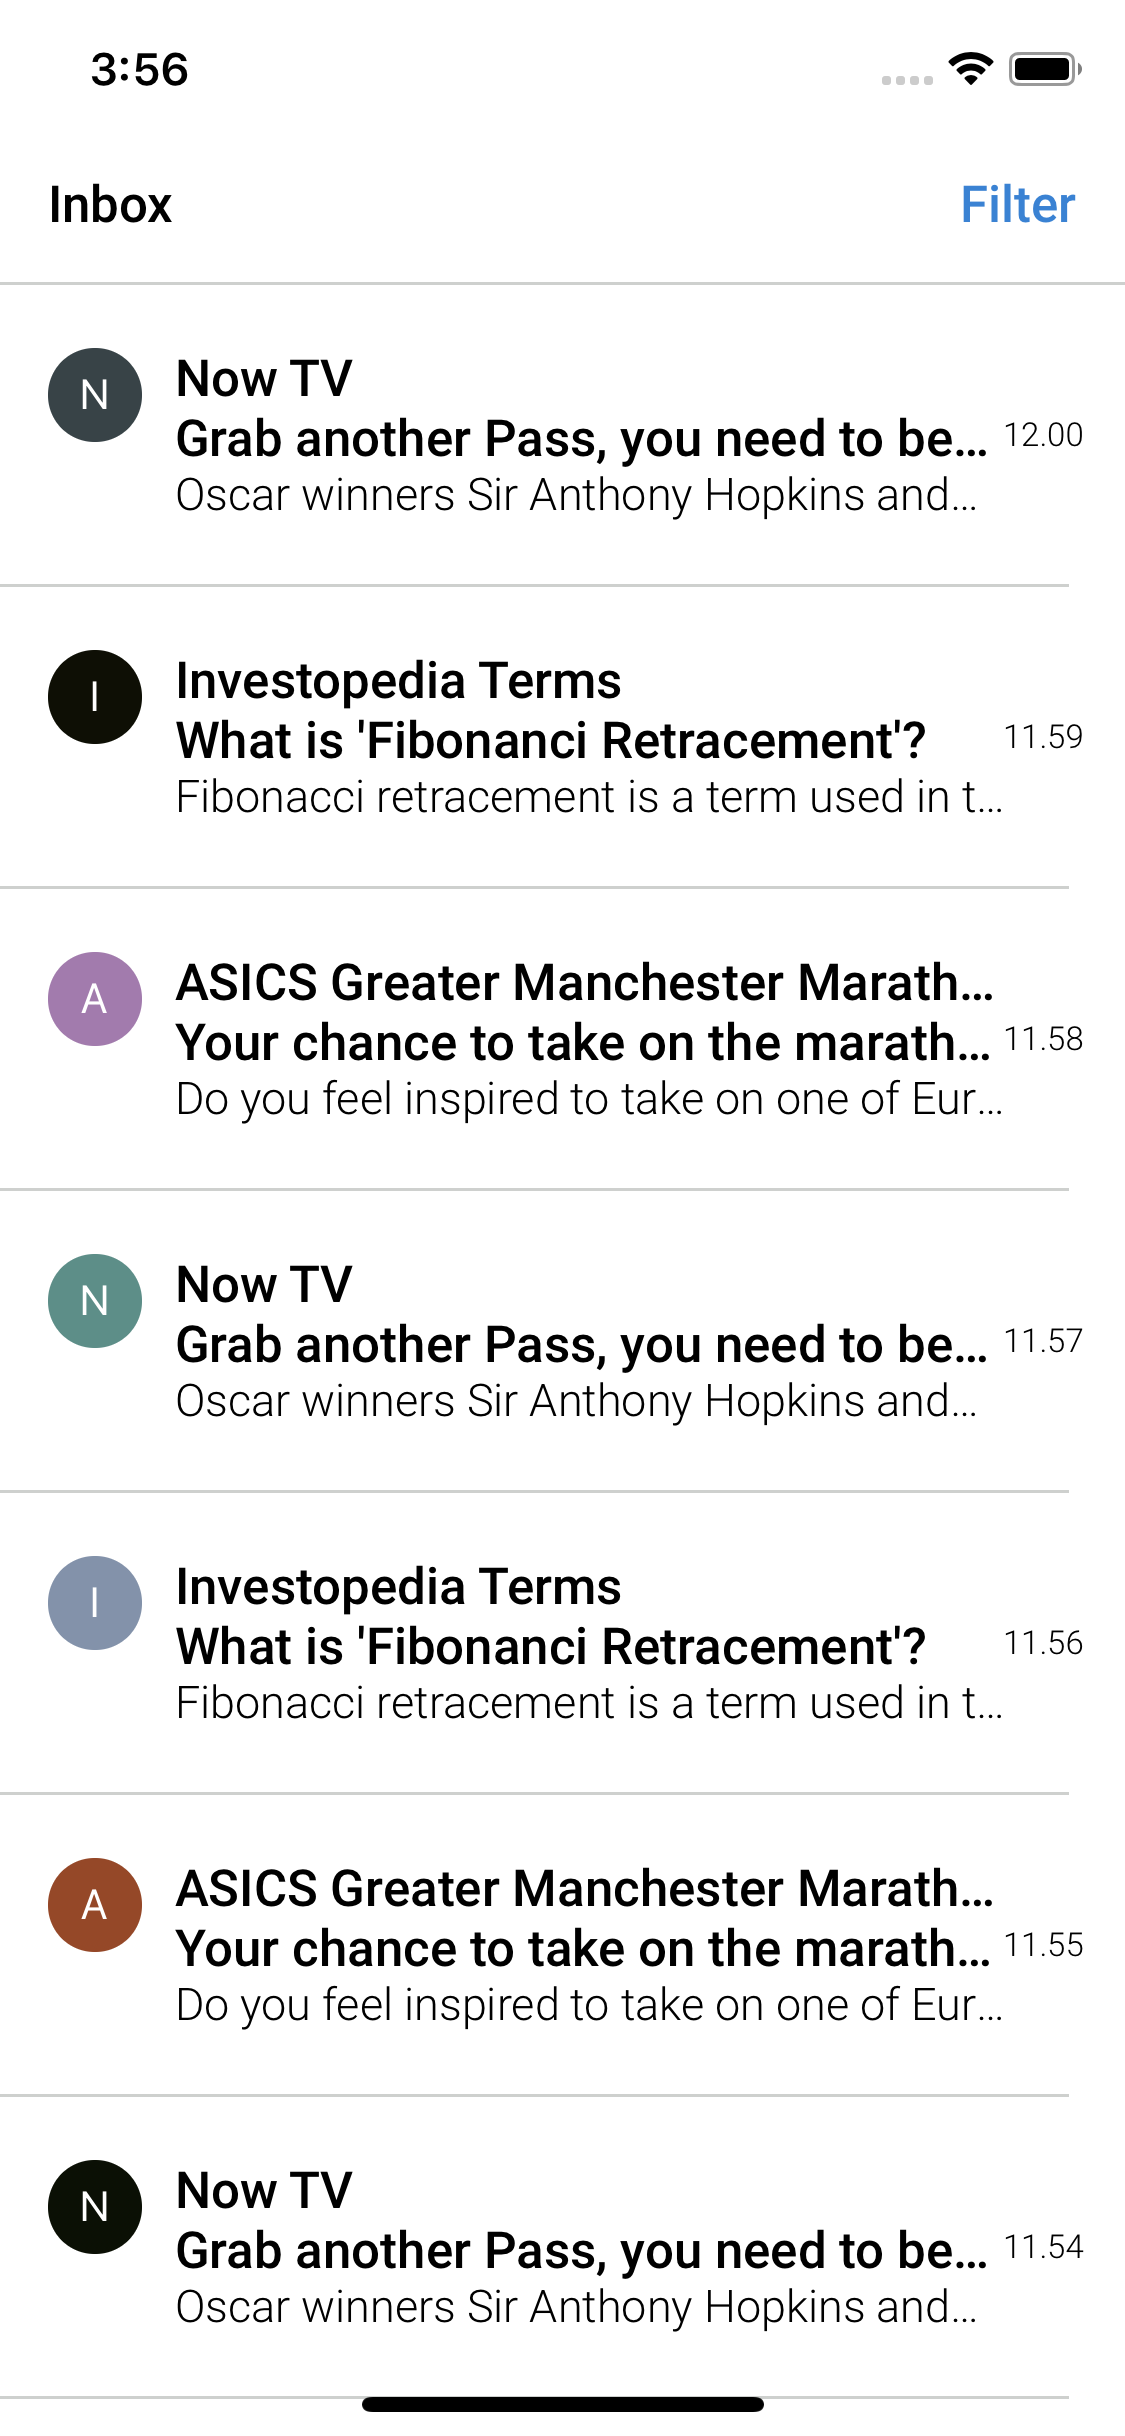 3:56
Inbox Filter
N
Now TV
Grab another Pass, you need to be... 12.00
Oscar winners Sir Anthony Hopkins and...
I
Investopedia Terms
What is 'Fibonanci Retracement'? 11.59
Fibonacci retracement is a term used in t...
A
ASICS Greater Manchester Marath...
Your chance to take on the marath... 11.58
Do you feel inspired to take on one of Eur...
N
Now TV
Grab another Pass, you need to be... 11.57
Oscar winners Sir Anthony Hopkins and...
I
Investopedia Terms
What is 'Fibonanci Retracement'? 11.56
Fibonacci retracement is a term used in t...
A
ASICS Greater Manchester Marath...
Your chance to take on the marath... 11.55
Do you feel inspired to take on one of Eur...
N
Now TV
Grab another Pass, you need to be... 11.54
Oscar winners Sir Anthony Hopkins and...